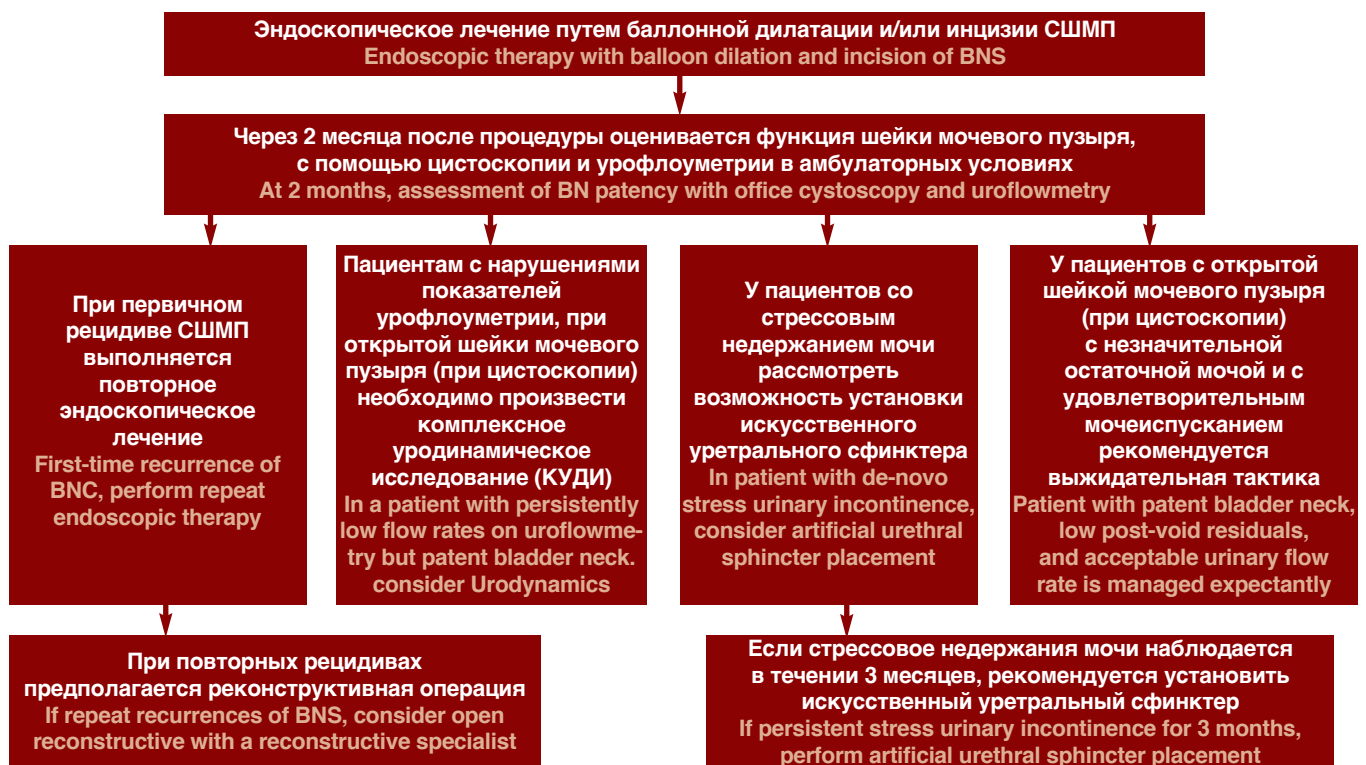 Эндоскопическое лечение путем баллонной дилатации и/или инцизии СШМП
Endoscopic therapy with balloon dilation and incision of BNS
Через 2 месяца после процедуры оценивается функция шейки мочевого пузыря,
с помощью цистоскопии и урофлоуметрии в амбулаторных условиях
At 2 months, assessment of BN patency with office cystoscopy and uroflowmetry
При первичном
рецидиве СШМП
выполняется
повторное
эндоскопическое
лечение
First-time recurrence of
BNC, perform repeat
endoscopic therapy
Пациентам с нарушениями
показателей
урофлоуметрии, при
открытой шейки мочевого
пузыря (при цистоскопии)
необходимо произвести
комплексное
уродинамическое
исследование (КУДИ)
In a patient with persistently
low flow rates on uroflowme-
try but patent bladder neck.
consider Urodynamics
У пациентов со
стрессовым
недержанием мочи
рассмотреть
возможность установки
искусственного
уретрального сфинктера
In patient with de-novo
stress urinary incontinence,
consider artificial urethral
sphincter placement
У пациентов с открытой
шейкой мочевого пузыря
(при цистоскопии)
с незначительной
остаточной мочой и с
удовлетворительным
мочеиспусканием
рекомендуется
выжидательная тактика
Patient with patent bladder neck,
low post-void residuals,
and acceptable urinary flow
rate is managed expectantly
При повторных рецидивах
предполагается реконструктивная операция
If repeat recurrences of BNS, consider open
reconstructive with a reconstructive specialist
Если стрессовое недержания мочи наблюдается
в течении 3 месяцев, рекомендуется установить
искусственный уретральный сфинктер
If persistent stress urinary incontinence for 3 months,
perform artificial urethral sphincter placement